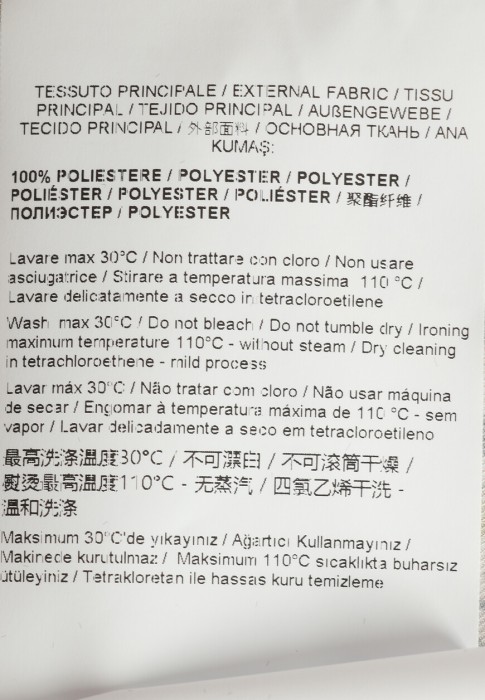 TESSUTO PRINCIPALE / EXTERNAL FABRIC / TISSU
PRINCIPAL / TEJIDO PRINCIPAL / AUßENGEWEBE /
TECIDO PRINCIPAL / 外部面料 / ОСНОВНАЯ ТКАНЬ / ANA
KUMAŞ:
100% POLIESTERE / POLYESTER / POLYESTER /
POLIÉSTER / POLYESTER / POLIÉSTER / 聚酯纤维 /
ПОЛИЭСТЕР / POLYESTER
Lavare max 30°C / Non trattare con cloro / Non usare
asciugatrice / Stirare a temperatura massima 110 °C /
Lavare delicatamente a secco in tetracloroetilene
Wash max 30°C / Do not bleach / Do not tumble dry / Ironing
maximum temperature 110°C - without steam / Dry cleaning
in tetrachloroethene - mild process
Lavar máx 30°C / Não tratar com cloro / Não usar máquina
de secar / Engomar à temperatura máxima de 110 °C - sem
vapor / Lavar delicadamente a seco em tetracloroetileno
最高洗涤温度30°C / 不可漂白 / 不可滚筒干燥 /
熨烫最高温度110°C - 无蒸汽 / 四氯乙烯干洗 -
温和洗涤
Maksimum 30°C'de yıkayınız / Ağartıcı Kullanmayınız /
Makinede kurutulmaz / Maksimum 110°C sıcaklıkta buharsız
ütüleyiniz / Tetrakloretan ile hassas kuru temizleme